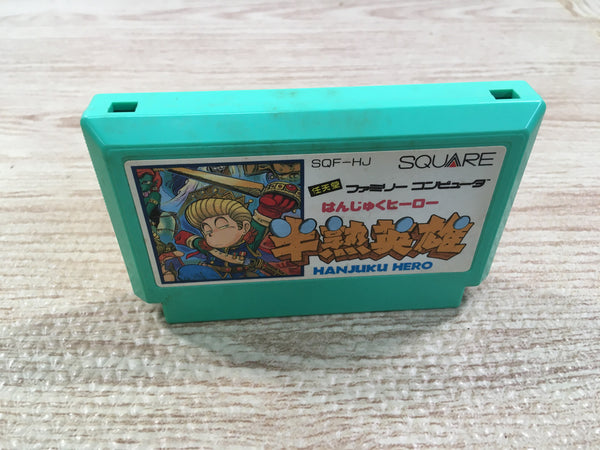 SQF-HJ SQUARE
任天堂 ファミリー コンピュータ
はんじゅくヒーロー
半熟英雄
HANJUKU HERO